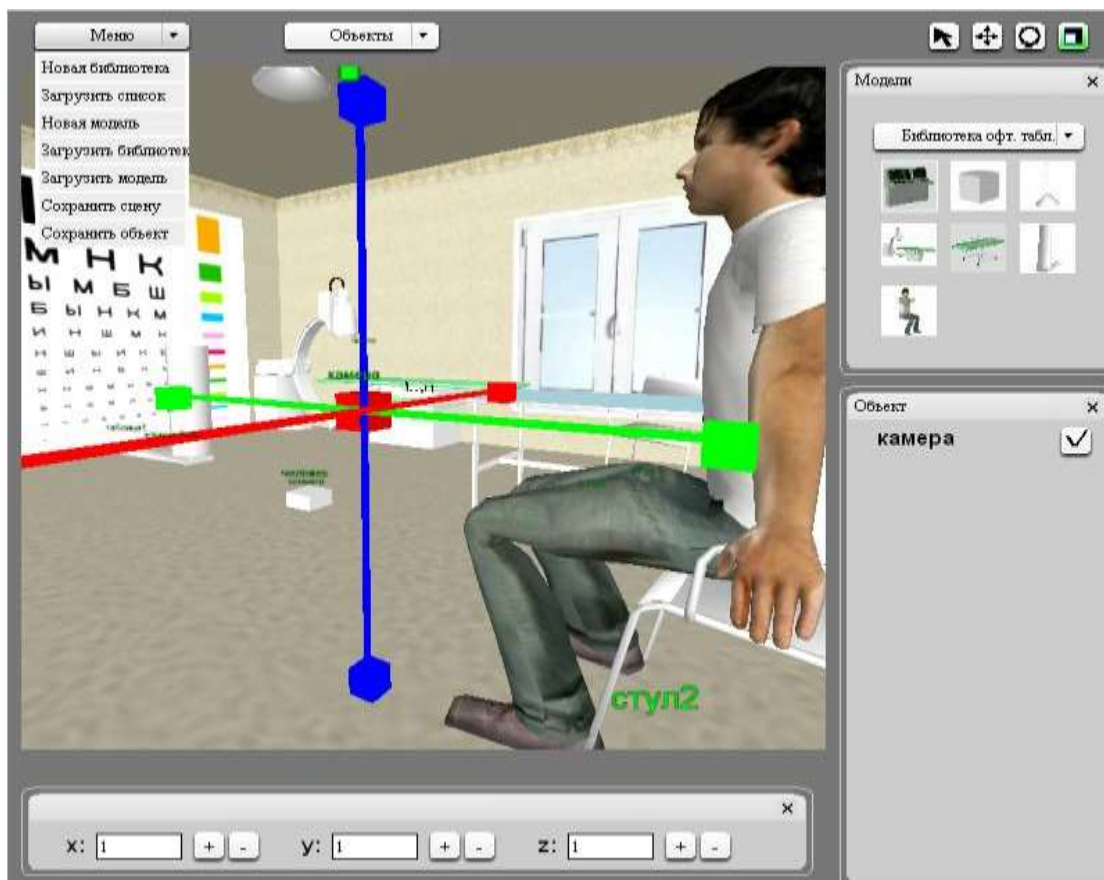 Меню
Объекты
Новая библиотека
Загрузить список
Новая модель
Загрузить библиотек
Загрузить модель
Сохранить сцену
Сохранить объект
М Н К
Ы М Б Ш
Б Ы Н К М
И Н Ш М К
камера
человек
стул2
Модели
Библиотека офт. табл.
Объект
камера
x: 1 + -
y: 1 + -
z: 1 + -